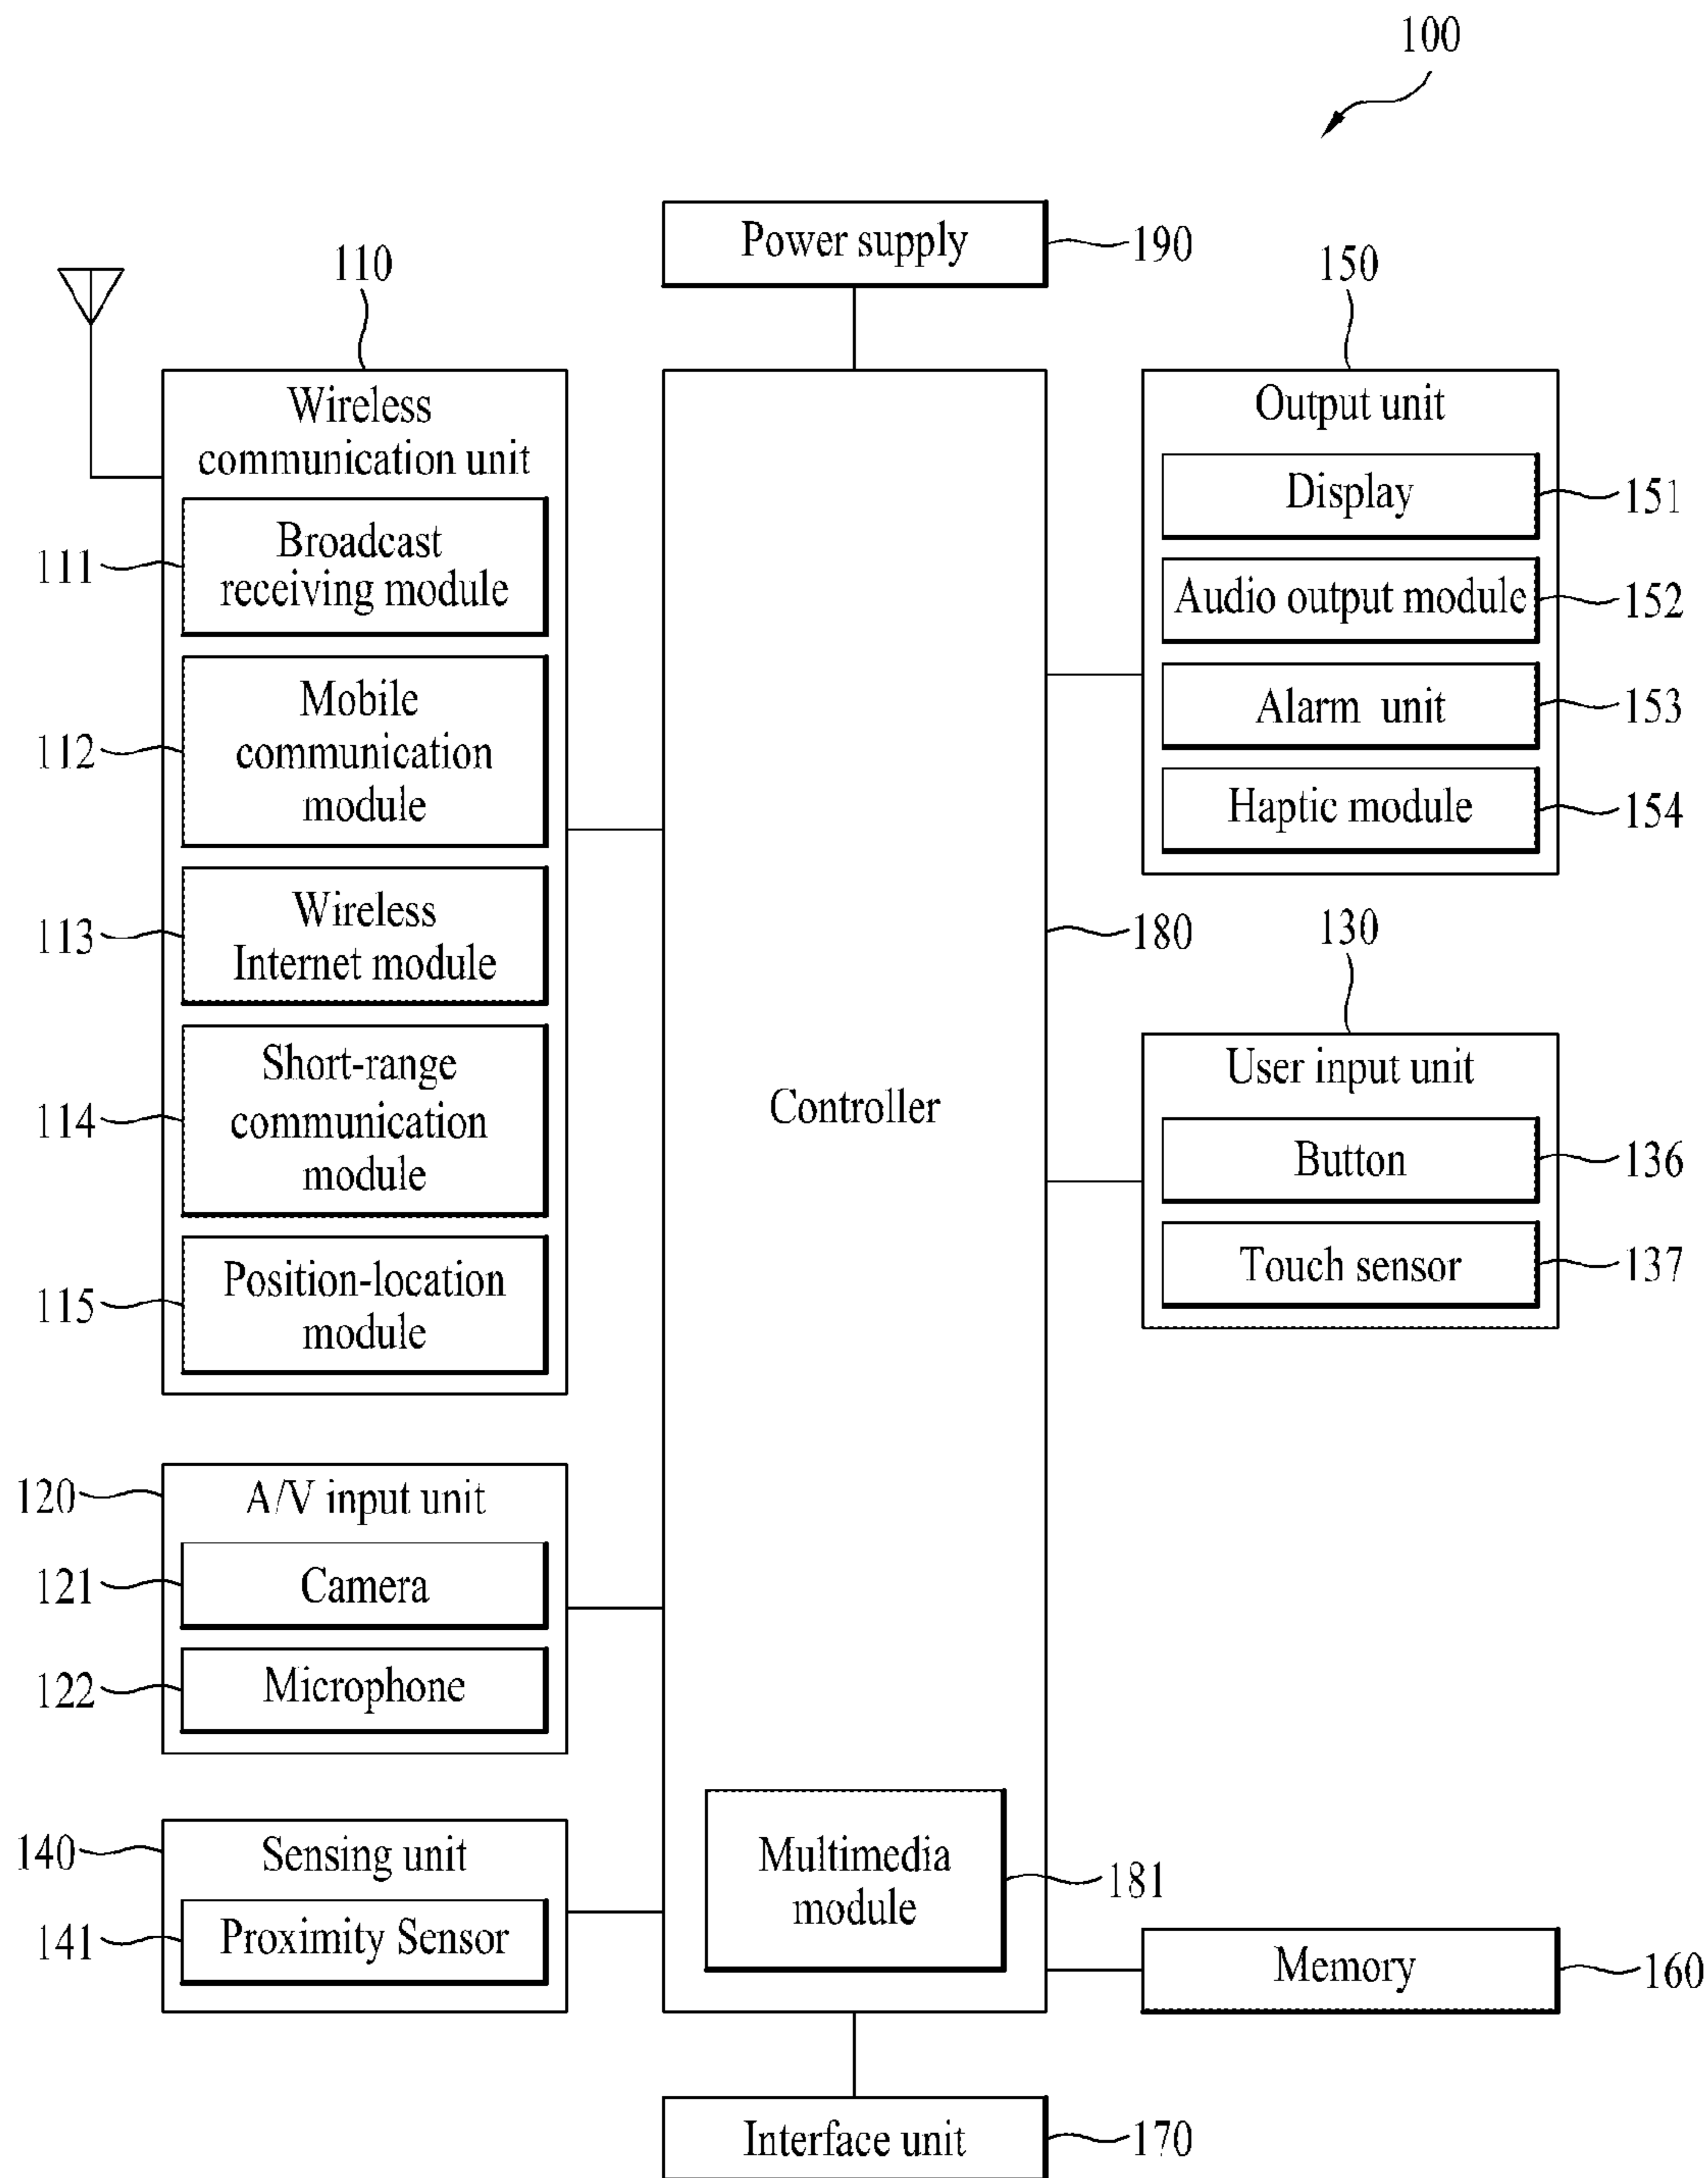 100
Power supply
190
110
Wireless
communication unit
111
Broadcast
receiving module
112
Mobile
communication
module
113
Wireless
Internet module
114
Short-range
communication
module
115
Position-location
module
120
A/V input unit
121
Camera
122
Microphone
140
Sensing unit
141
Proximity Sensor
Controller
180
Multimedia
module
181
150
Output unit
Display
151
Audio output module
152
Alarm unit
153
Haptic module
154
130
User input unit
Button
136
Touch sensor
137
Memory
160
Interface unit
170